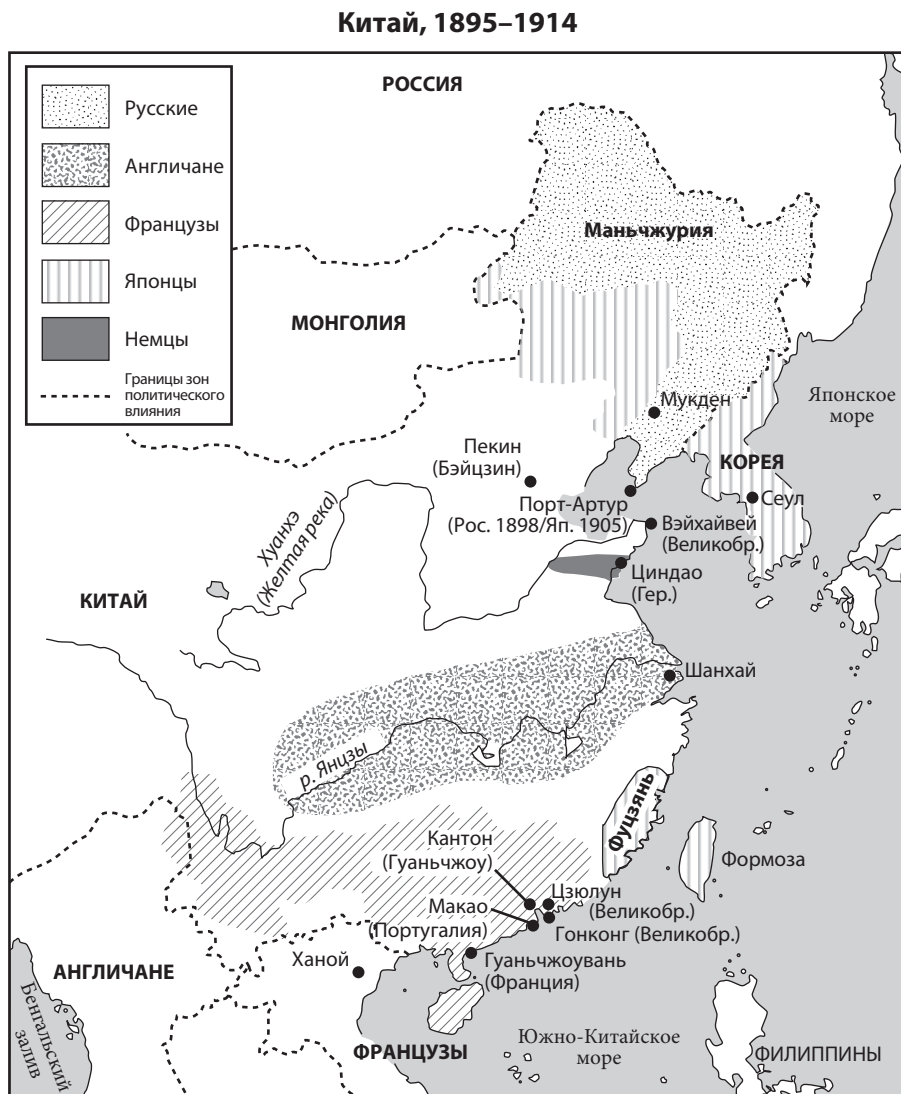 Китай, 1895–1914
Русские
Англичане
Французы
Японцы
Немцы
Границы зон
политического
влияния
РОССИЯ
Маньчжурия
МОНГОЛИЯ
Мукден
Японское
море
Пекин
(Бэйцзин)
КОРЕЯ
Сеул
Порт-Артур
(Рос. 1898/Яп. 1905)
Вэйхайвей
(Великобр.)
Хуанхэ
(Желтая река)
Циндао
(Гер.)
КИТАЙ
Шанхай
р. Янцзы
Фуцзянь
Формоза
Кантон
(Гуаньчжоу)
Цзюлун
(Великобр.)
Макао
(Португалия)
Гонконг (Великобр.)
Ханой
Гуаньчжоувань
(Франция)
АНГЛИЧАНЕ
Бенгальский
залив
ФРАНЦУЗЫ
Южно-Китайское
море
ФИЛИППИНЫ